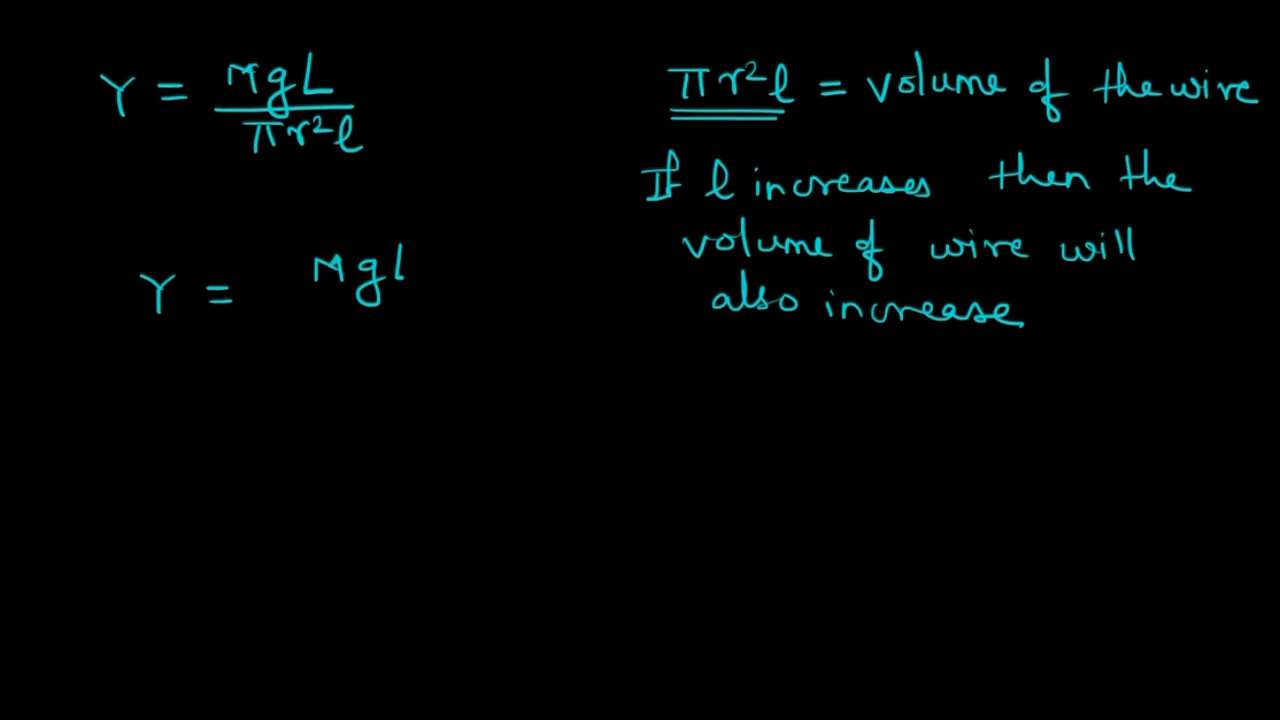 Y = MgL / πr²l
πr²l = volume of the wire
If l increases then the
volume of wire will
also increase
Y = Mgl